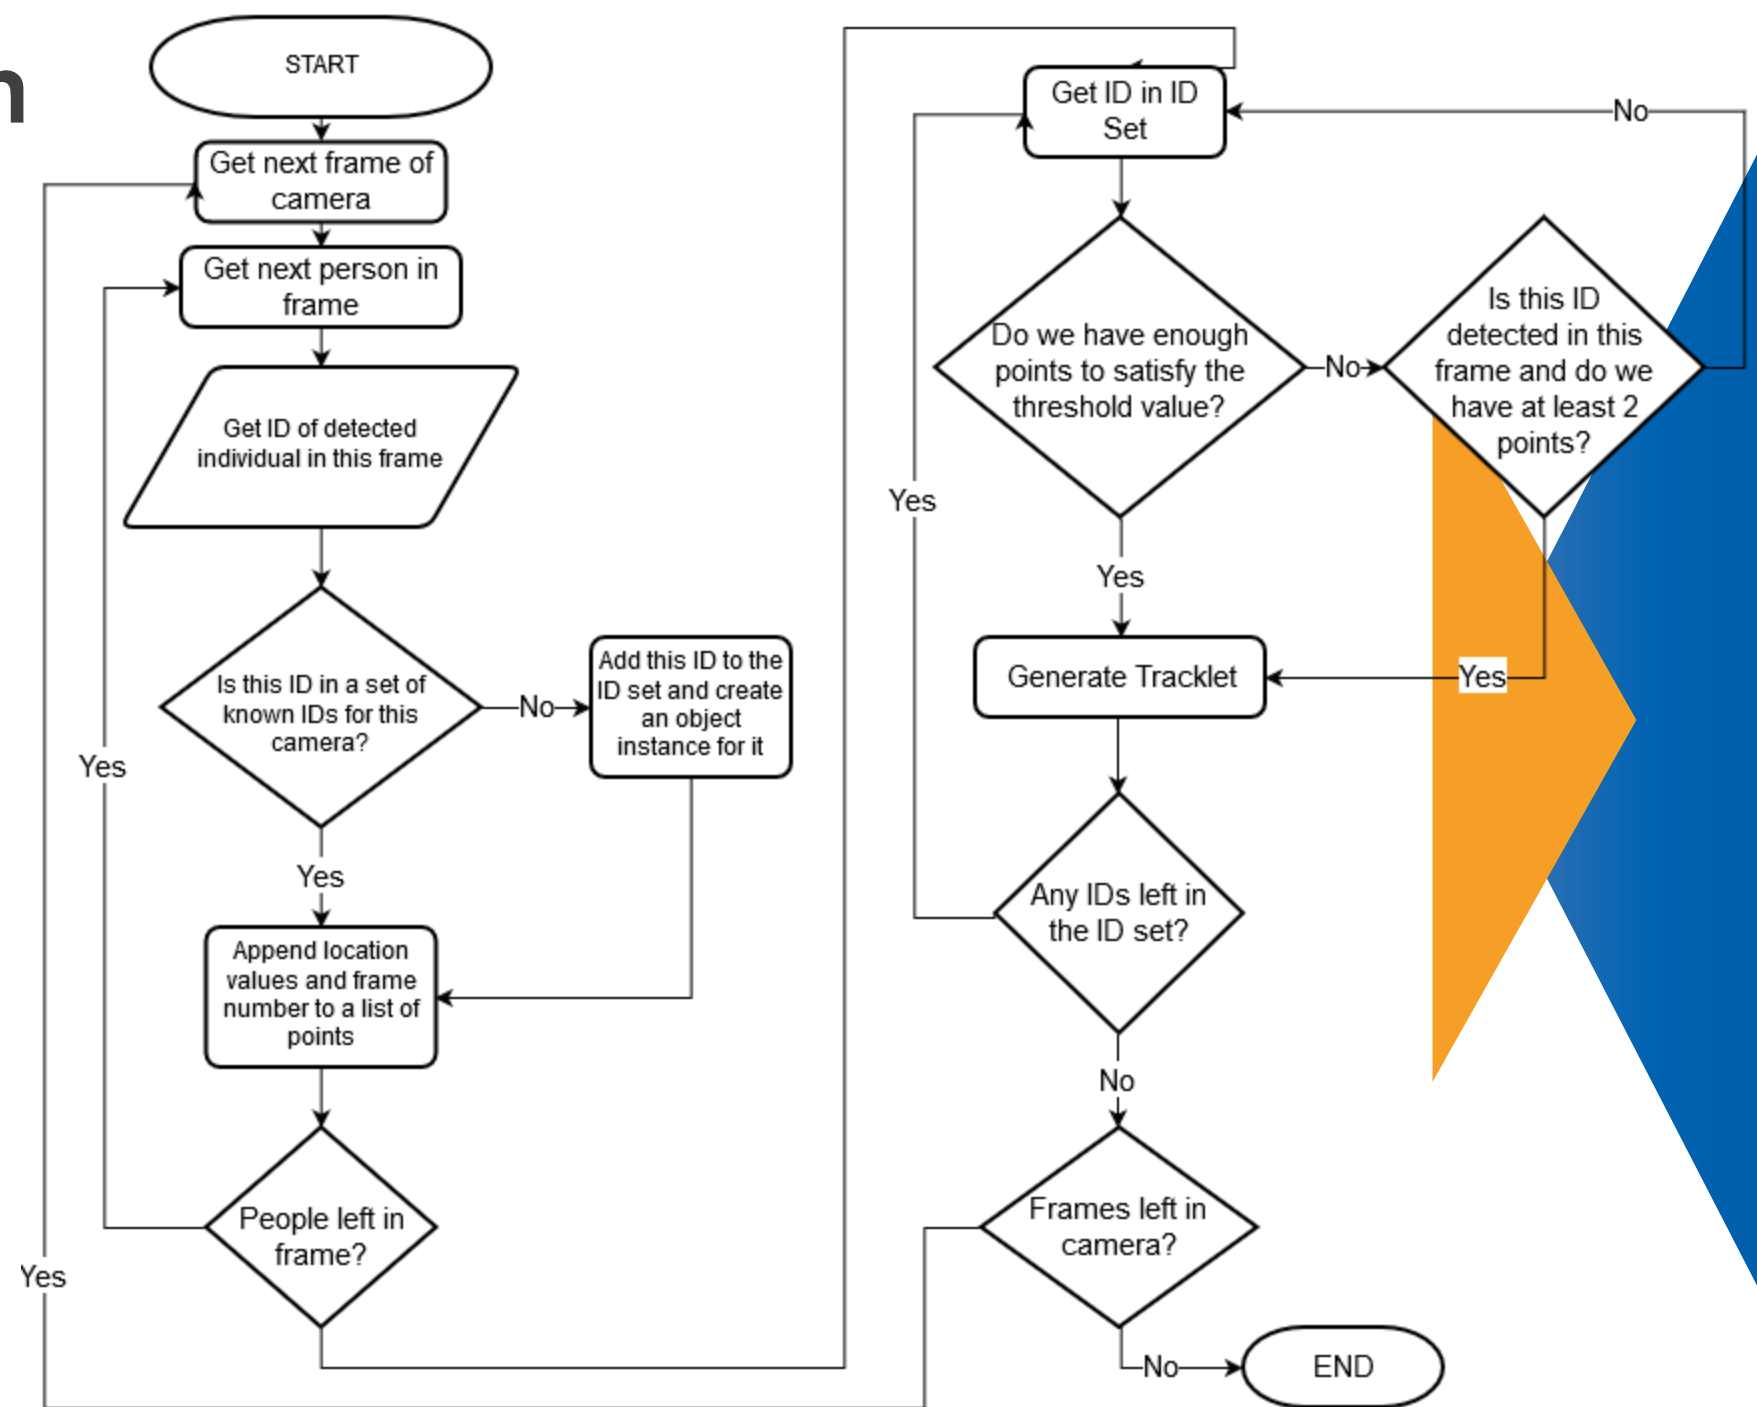 n
START
Get next frame of
camera
Get next person in
frame
Get ID of detected
individual in this frame
Is this ID in a set of
known IDs for this
camera?
No
Add this ID to the
ID set and create
an object
instance for it
Yes
Yes
Append location
values and frame
number to a list of
points
People left in
frame?
Yes
Get ID in ID
Set
No
Do we have enough
points to satisfy the
threshold value?
No
Is this ID
detected in this
frame and do we
have at least 2
points?
Yes
Yes
Generate Tracklet
Yes
Any IDs left in
the ID set?
No
Frames left in
camera?
No
END